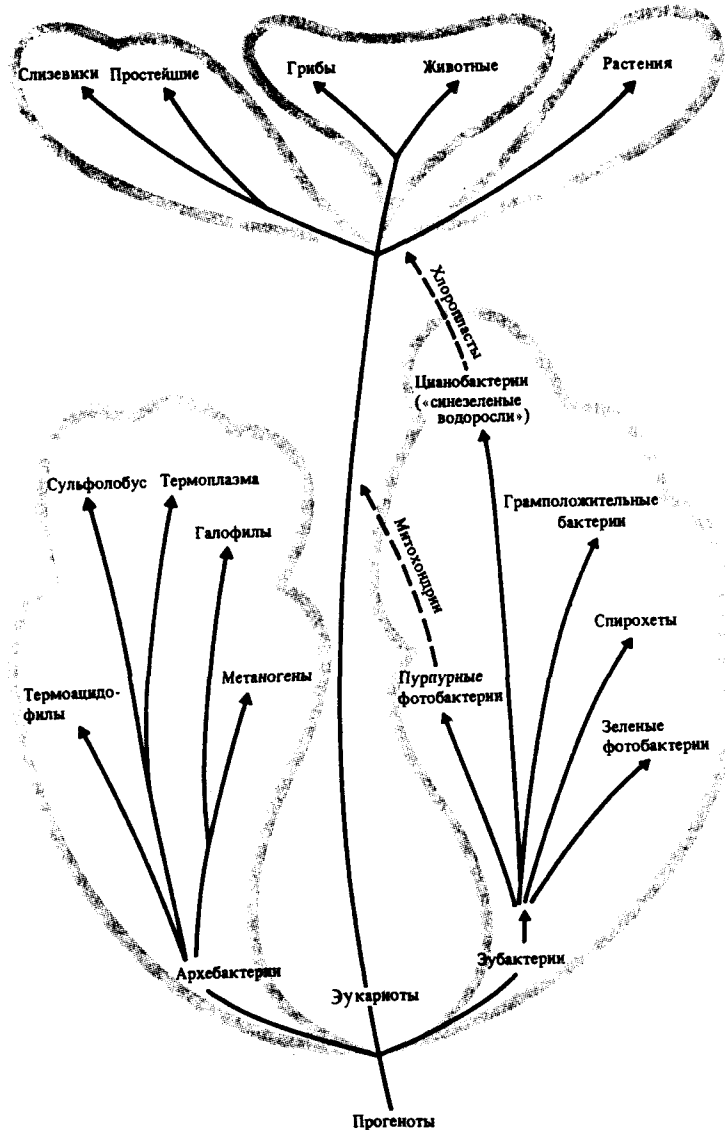 Слизевики Простейшие
Грибы
Животные
Растения
Хлоропласты
Цианобактерии
(«синезеленые
водоросли»)
Сульфолобус
Термоплазма
Галофилы
Грамположительные
бактерии
Митохондрии
Спирохеты
Термоацидо-
филы
Метаногены
Пурпурные
фотобактерии
Зеленые
фотобактерии
Архебактерии
Эубактерии
Эукариоты
Прогеноты